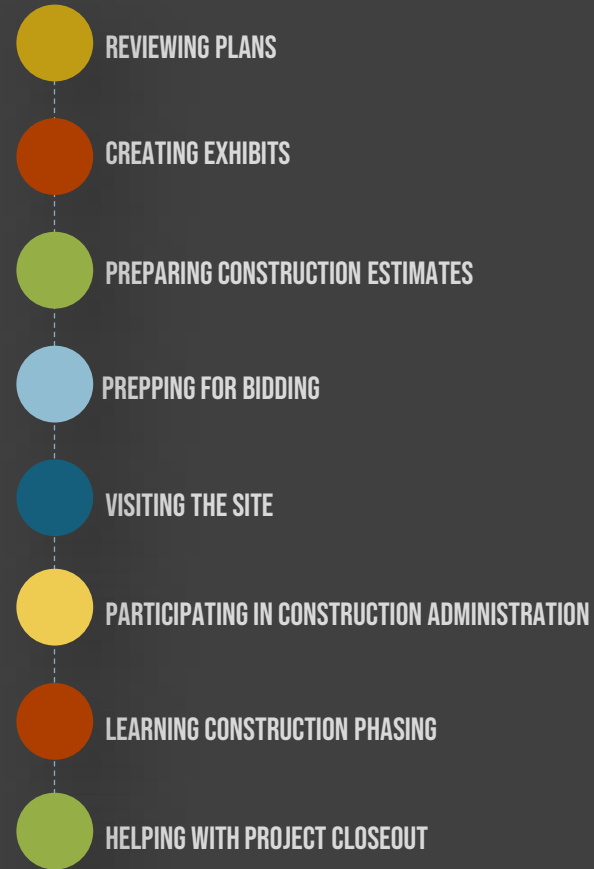 REVIEWING PLANS
CREATING EXHIBITS
PREPARING CONSTRUCTION ESTIMATES
PREPPING FOR BIDDING
VISITING THE SITE
PARTICIPATING IN CONSTRUCTION ADMINISTRATION
LEARNING CONSTRUCTION PHASING
HELPING WITH PROJECT CLOSEOUT